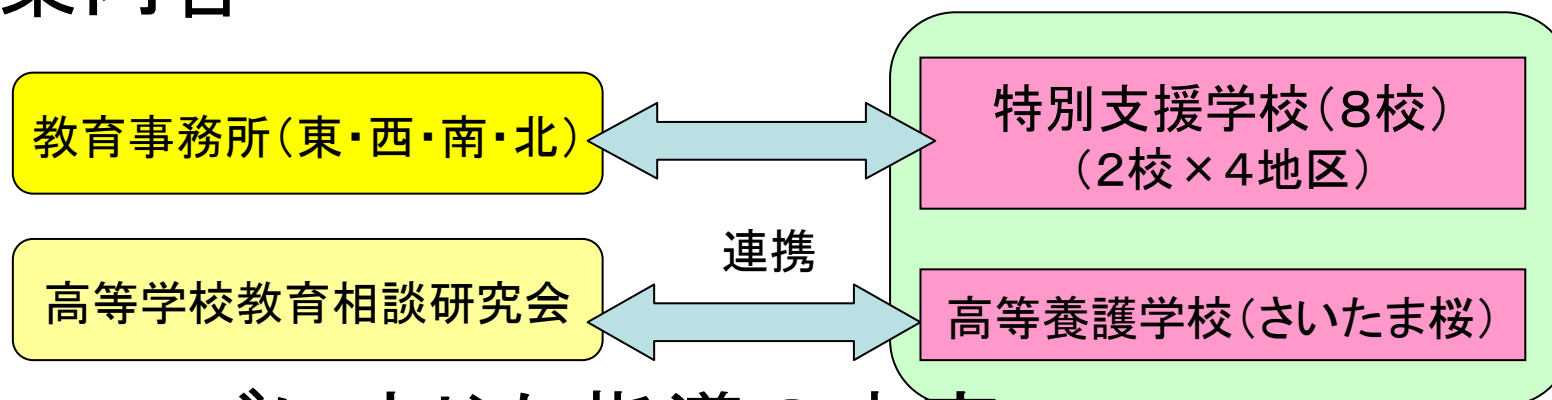 教育事務所(東・西・南・北)
特別支援学校(8校)
(2校×4地区)
連携
高等学校教育相談研究会
高等養護学校(さいたま桜)